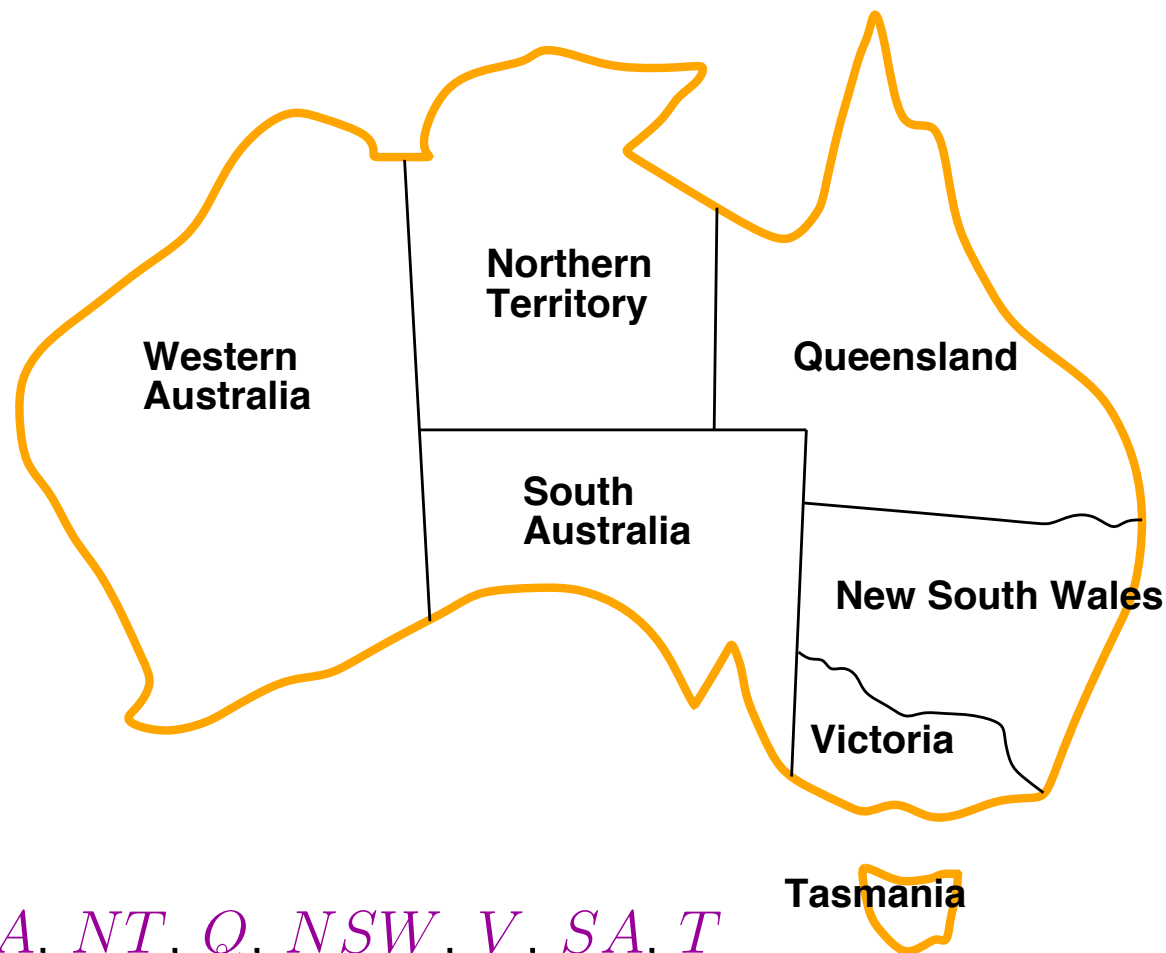 Northern
Territory
Western
Australia
Queensland
South
Australia
New South Wales
Victoria
Tasmania
A, NT, Q, NSW, V, SA, T